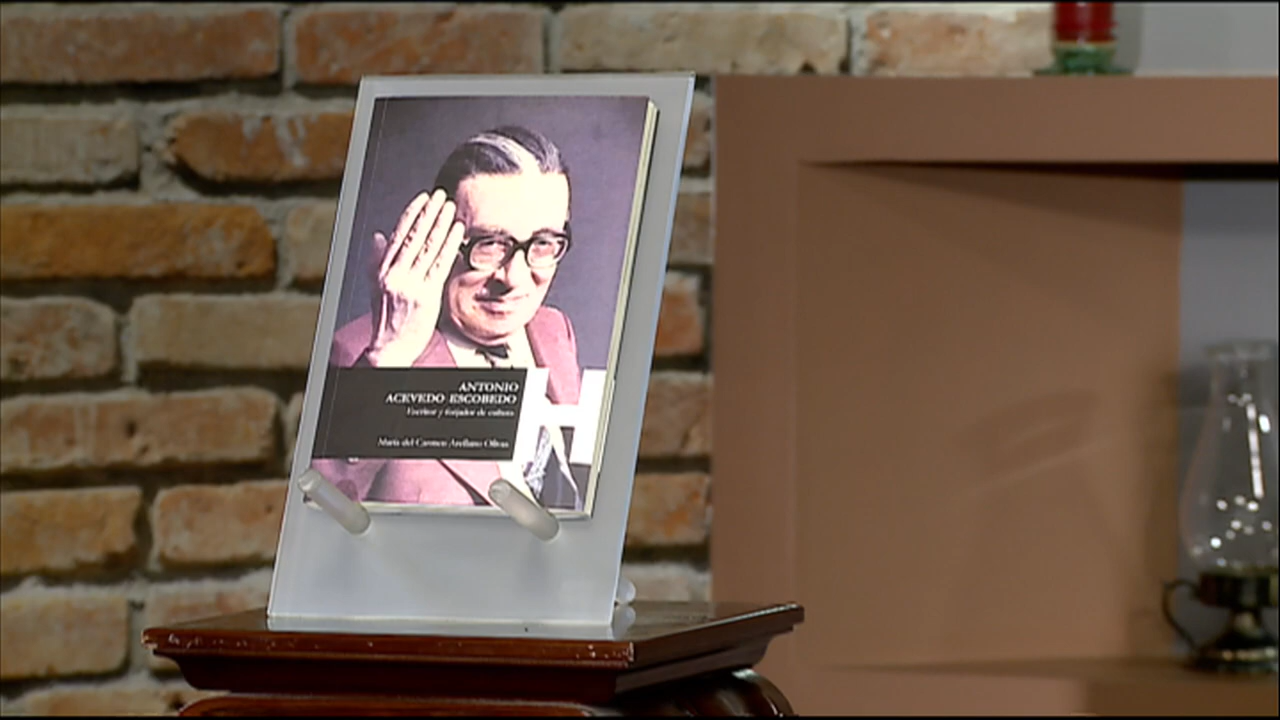 ANTONIO
ACEVEDO ESCOBEDO
Escritor y forjador de cultura
María del Carmen Arellano Olivas
H